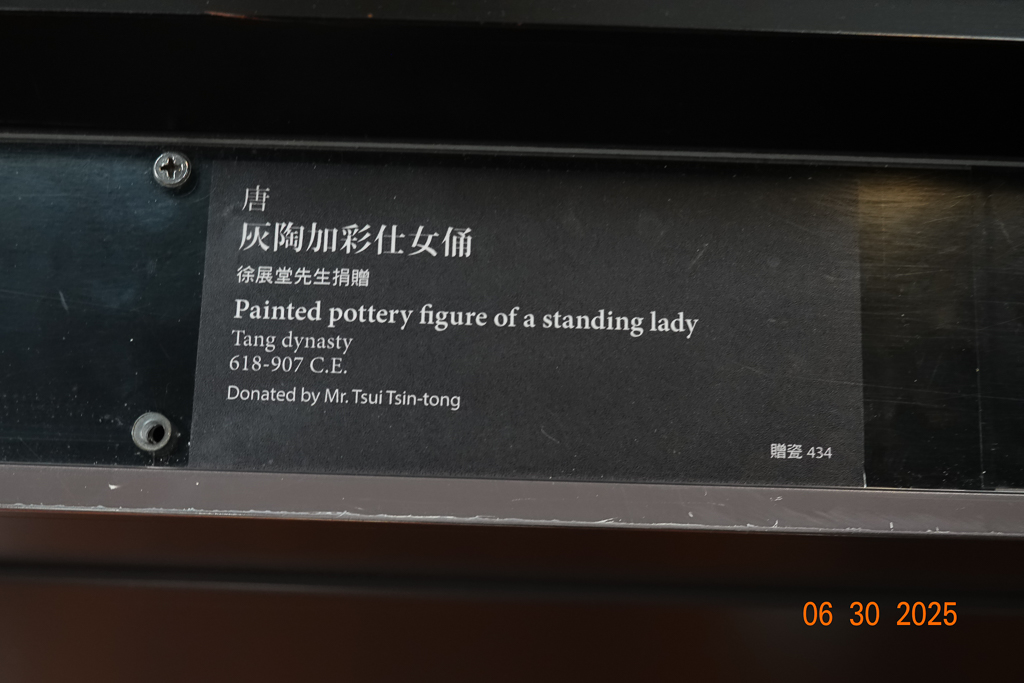 唐
灰陶加彩仕女俑
徐展堂先生捐贈
Painted pottery figure of a standing lady
Tang dynasty
618-907 C.E.
Donated by Mr. Tsui Tsin-tong
贈瓷 434
06 30 2025